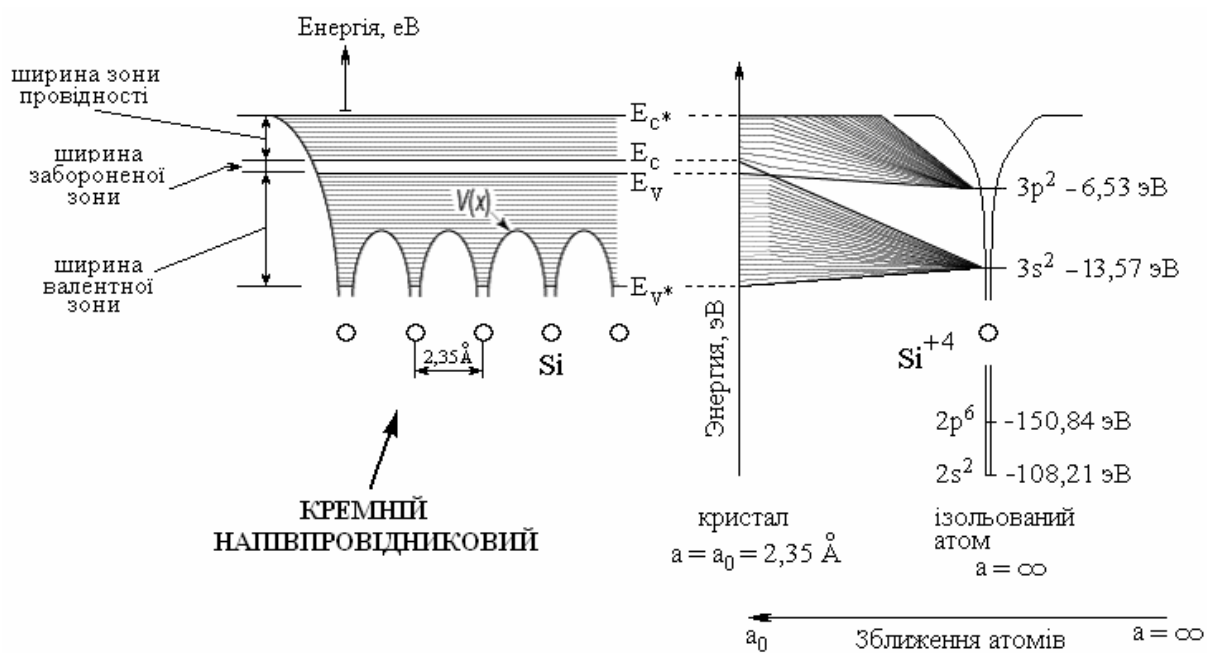 Енергія, еВ
ширина зони
провідності
ширина
забороненої
зони
ширина
валентної
зони
V(x)
2,35 Å
Si
КРЕМНІЙ
НАПІВПРОВІДНИКОВИЙ
E_c*
E_c
E_v
E_v*
Энергия, эВ
3p² −6,53 эВ
3s² −13,57 эВ
Si⁺⁴
2p⁶ -150,84 эВ
2s² -108,21 эВ
кристал
a = a₀ = 2,35 Å
ізольований
атом
a = ∞
a₀ Зближення атомів a = ∞